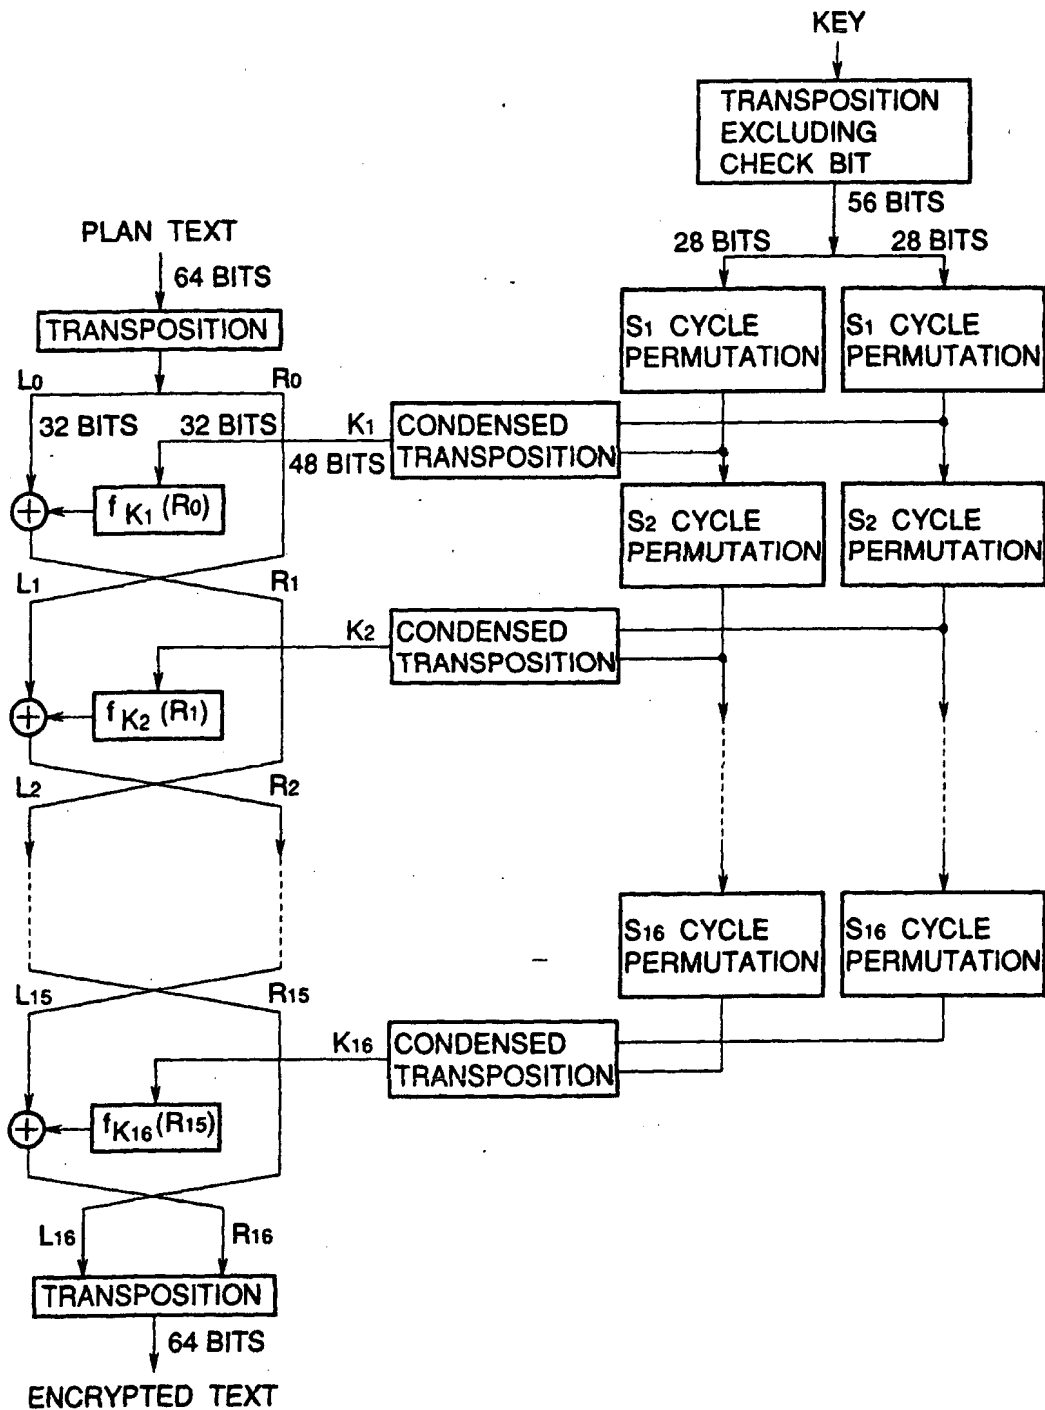 KEY
TRANSPOSITION
EXCLUDING
CHECK BIT
56 BITS
28 BITS 28 BITS
PLAN TEXT
64 BITS
TRANSPOSITION
S1 CYCLE
PERMUTATION
S1 CYCLE
PERMUTATION
L0 R0
32 BITS 32 BITS
K1
48 BITS
CONDENSED
TRANSPOSITION
f K1 (R0)
S2 CYCLE
PERMUTATION
S2 CYCLE
PERMUTATION
L1 R1
K2
CONDENSED
TRANSPOSITION
f K2 (R1)
L2 R2
S16 CYCLE
PERMUTATION
S16 CYCLE
PERMUTATION
L15 R15
K16
CONDENSED
TRANSPOSITION
fK16 (R15)
L16 R16
TRANSPOSITION
64 BITS
ENCRYPTED TEXT